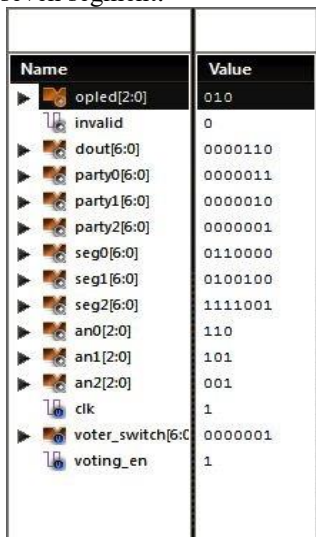 Name Value
opled[2:0] 010
invalid 0
dout[6:0] 0000110
party0[6:0] 0000011
party1[6:0] 0000010
party2[6:0] 0000001
seg0[6:0] 0110000
seg1[6:0] 0100100
seg2[6:0] 1111001
an0[2:0] 110
an1[2:0] 101
an2[2:0] 001
clk 1
voter_switch[6:0 0000001
voting_en 1